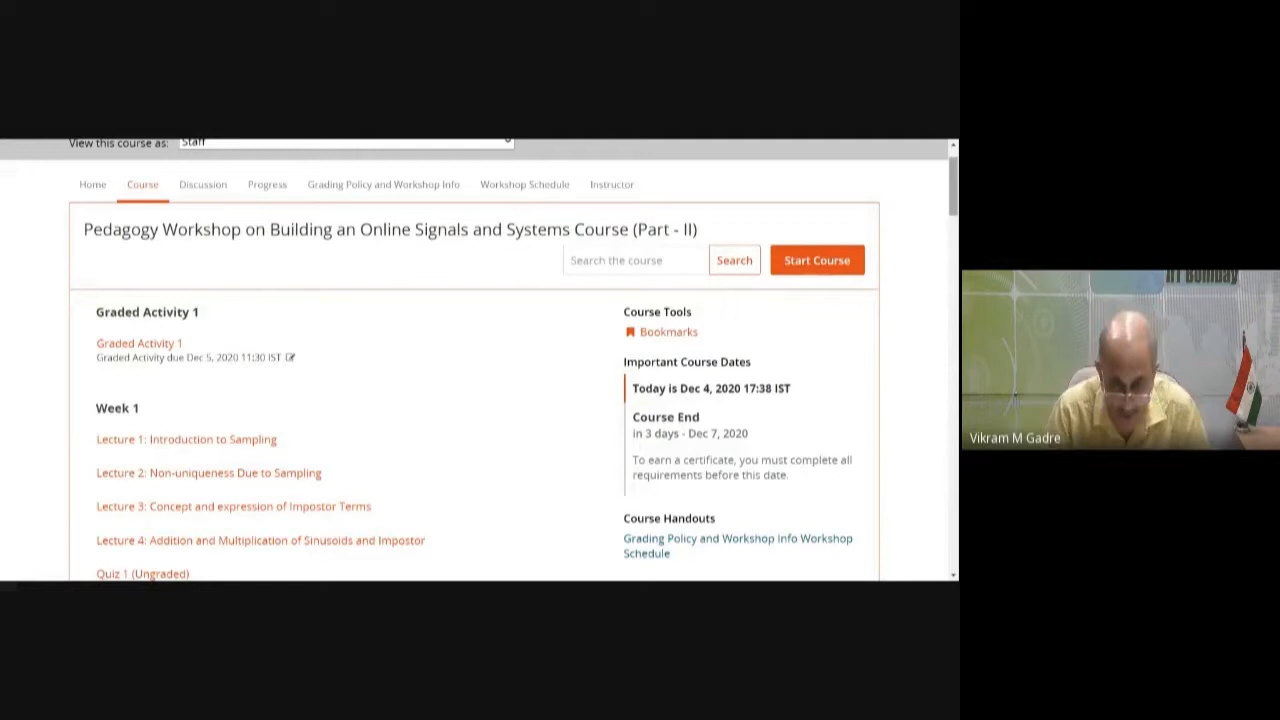 View this course as: Staff
Home Course Discussion Progress Grading Policy and Workshop Info Workshop Schedule Instructor
Pedagogy Workshop on Building an Online Signals and Systems Course (Part - II)
Search the course Search Start Course
Graded Activity 1
Graded Activity 1
Graded Activity due Dec 5, 2020 11:30 IST
Week 1
Lecture 1: Introduction to Sampling
Lecture 2: Non-uniqueness Due to Sampling
Lecture 3: Concept and expression of Impostor Terms
Lecture 4: Addition and Multiplication of Sinusoids and Impostor
Quiz 1 (Ungraded)
Course Tools
Bookmarks
Important Course Dates
Today is Dec 4, 2020 17:38 IST
Course End
in 3 days - Dec 7, 2020
To earn a certificate, you must complete all
requirements before this date.
Course Handouts
Grading Policy and Workshop Info Workshop
Schedule
IIT Bombay
Vikram M Gadre